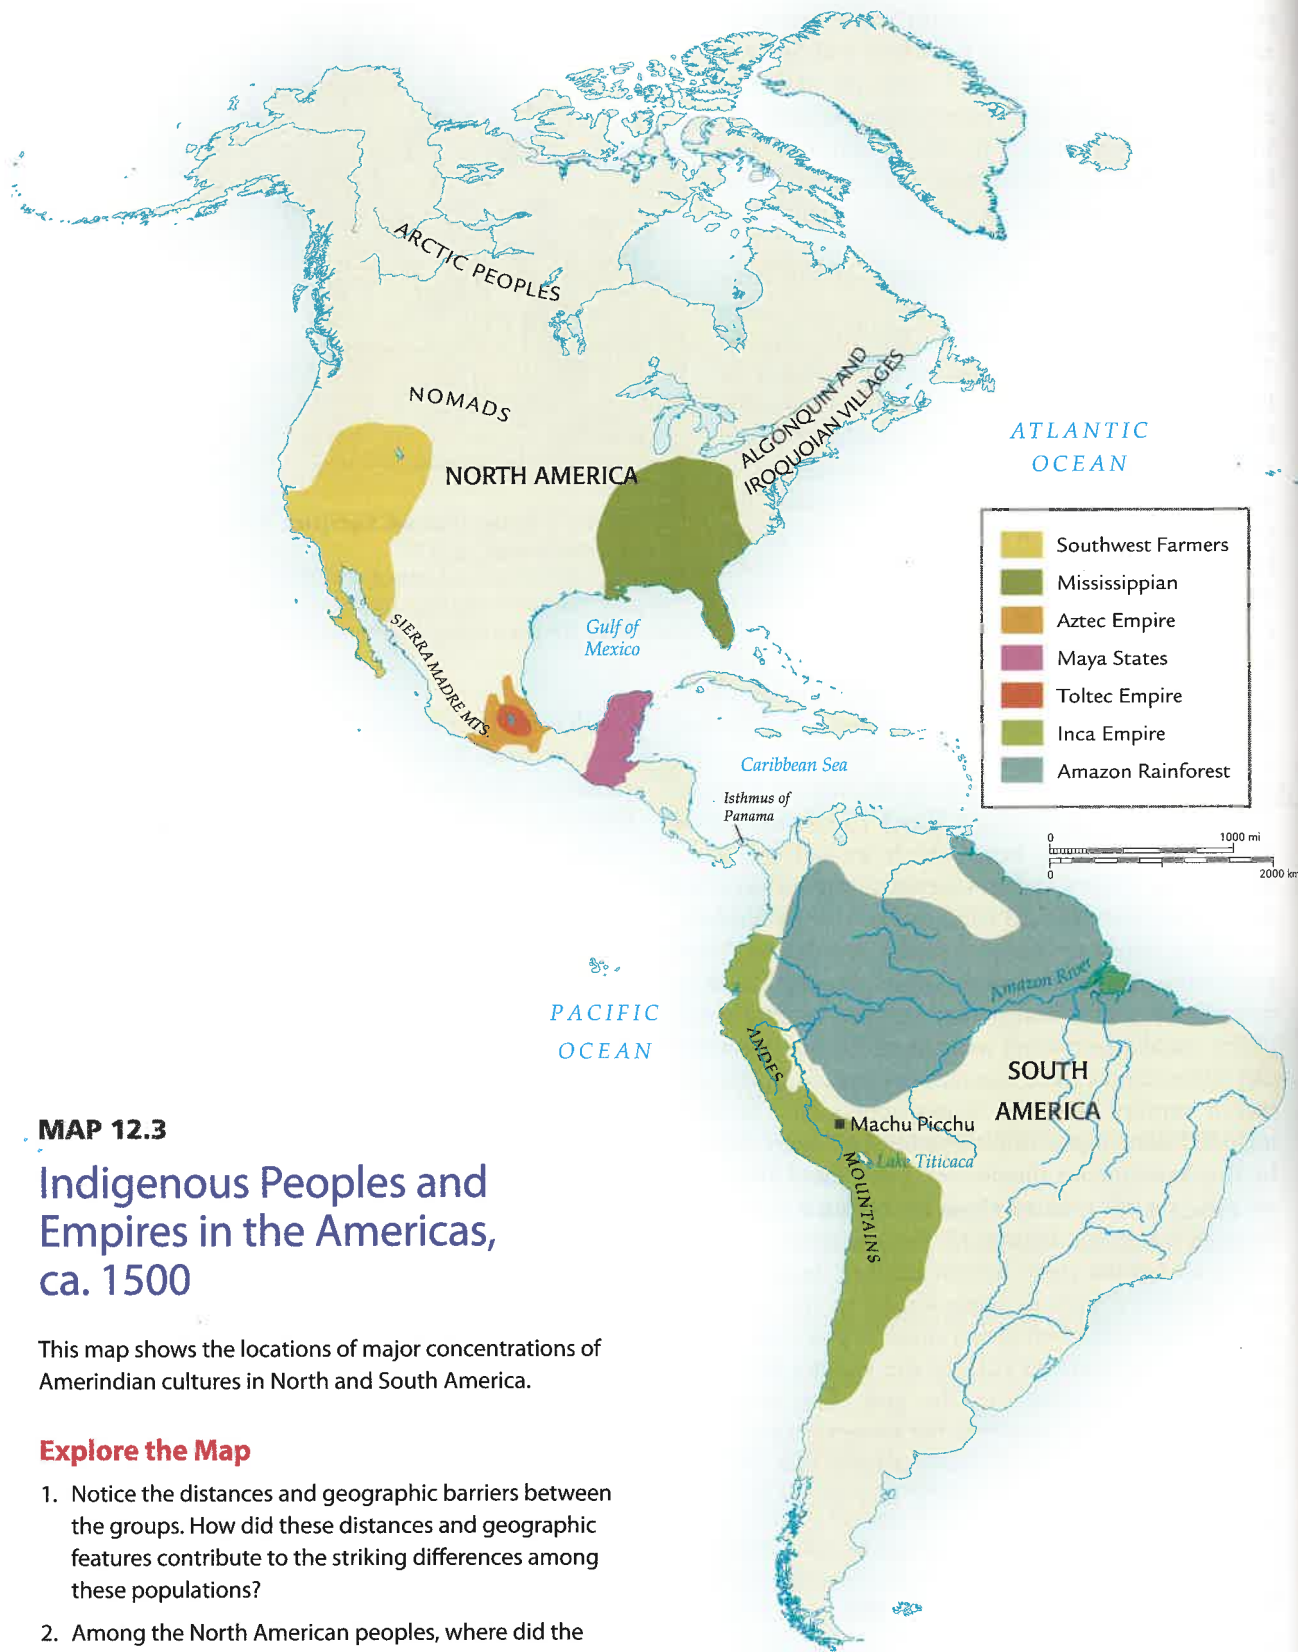 ARCTIC PEOPLES
NOMADS
NORTH AMERICA
ALGONQUIN AND
IROQUOIAN VILLAGES
ATLANTIC
OCEAN
Southwest Farmers
Mississippian
Aztec Empire
Maya States
Toltec Empire
Inca Empire
Amazon Rainforest
Gulf of
Mexico
SIERRA MADRE MTS.
Caribbean Sea
Isthmus of
Panama
0 1000 mi
0 2000 km
Amazon River
PACIFIC
OCEAN
ANDES
MOUNTAINS
SOUTH
AMERICA
Machu Picchu
Lake Titicaca
MAP 12.3
Indigenous Peoples and
Empires in the Americas,
ca. 1500
This map shows the locations of major concentrations of
Amerindian cultures in North and South America.
Explore the Map
1. Notice the distances and geographic barriers between
the groups. How did these distances and geographic
features contribute to the striking differences among
these populations?
2. Among the North American peoples, where did the